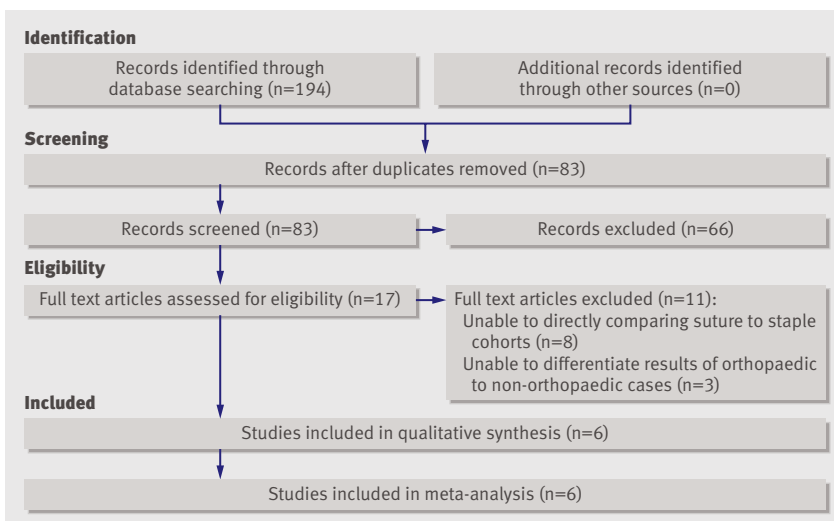 Identification
Records identified through
database searching (n=194)
Additional records identified
through other sources (n=0)
Screening
Records after duplicates removed (n=83)
Records screened (n=83)
Records excluded (n=66)
Eligibility
Full text articles assessed for eligibility (n=17)
Full text articles excluded (n=11):
Unable to directly comparing suture to staple
cohorts (n=8)
Unable to differentiate results of orthopaedic
to non-orthopaedic cases (n=3)
Included
Studies included in qualitative synthesis (n=6)
Studies included in meta-analysis (n=6)